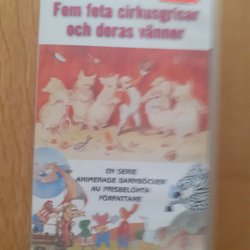 Fem feta cirkusgrisar
och deras vänner
EN SERIE
ANIMERADE BARNBÖCKER
AV PRISBELÖNTA
FÖRFATTARE